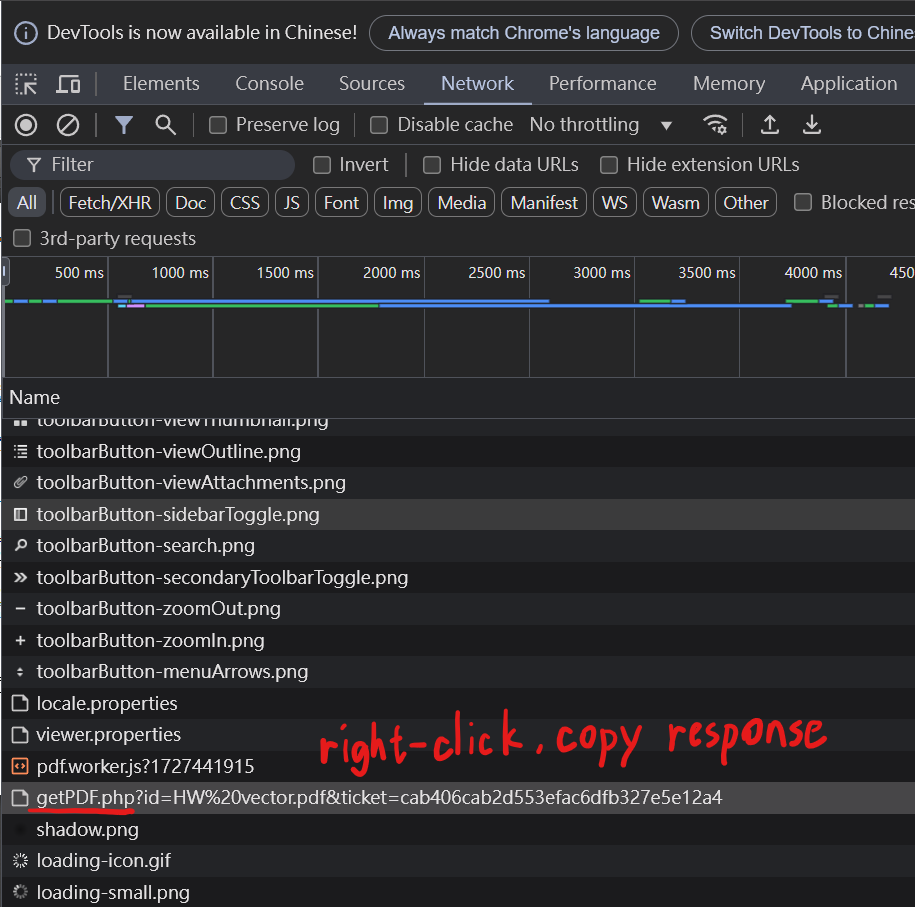 DevTools is now available in Chinese! Always match Chrome's language Switch DevTools to Chine
Elements Console Sources Network Performance Memory Application
Preserve log Disable cache No throttling
Filter Invert Hide data URLs Hide extension URLs
All Fetch/XHR Doc CSS JS Font Img Media Manifest WS Wasm Other Blocked res
3rd-party requests
500 ms 1000 ms 1500 ms 2000 ms 2500 ms 3000 ms 3500 ms 4000 ms 450
Name
toolbarButton-viewThumbnail.png
toolbarButton-viewOutline.png
toolbarButton-viewAttachments.png
toolbarButton-sidebarToggle.png
toolbarButton-search.png
toolbarButton-secondaryToolbarToggle.png
toolbarButton-zoomOut.png
toolbarButton-zoomIn.png
toolbarButton-menuArrows.png
locale.properties
viewer.properties
right-click, copy response
pdf.worker.js?1727441915
getPDF.php?id=HW%20vector.pdf&ticket=cab406cab2d553efac6dfb327e5e12a4
shadow.png
loading-icon.gif
loading-small.png